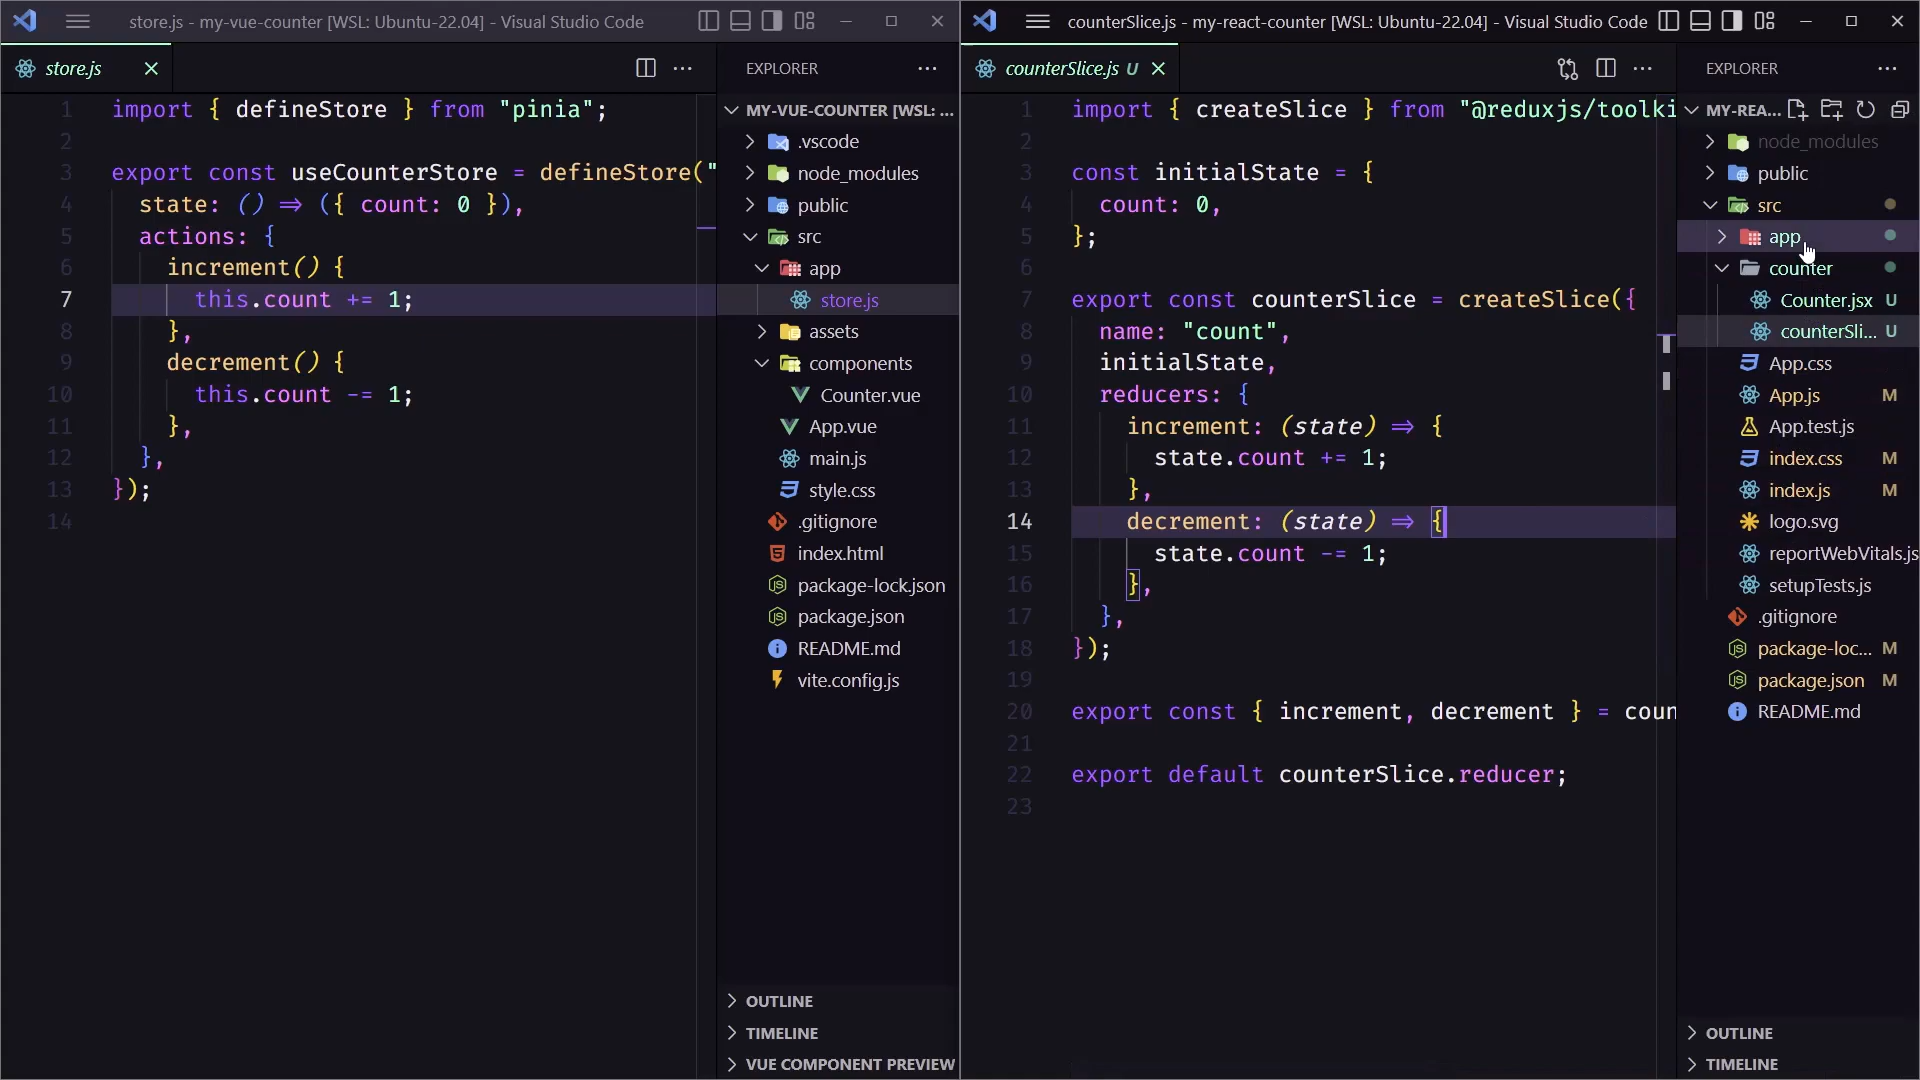 store.js - my-vue-counter [WSL: Ubuntu-22.04] - Visual Studio Code
store.js
1 import { defineStore } from "pinia";
2
3 export const useCounterStore = defineStore("
4 state: () => ({ count: 0 }),
5 actions: {
6 increment() {
7 this.count += 1;
8 },
9 decrement() {
10 this.count -= 1;
11 },
12 },
13 });
14
EXPLORER
MY-VUE-COUNTER [WSL: ...
.vscode
node_modules
public
src
app
store.js
assets
components
Counter.vue
App.vue
main.js
style.css
.gitignore
index.html
package-lock.json
package.json
README.md
vite.config.js
OUTLINE
TIMELINE
VUE COMPONENT PREVIEW
counterSlice.js - my-react-counter [WSL: Ubuntu-22.04] - Visual Studio Code
counterSlice.js U
1 import { createSlice } from "@reduxjs/toolki
2
3 const initialState = {
4 count: 0,
5 };
6
7 export const counterSlice = createSlice({
8 name: "count",
9 initialState,
10 reducers: {
11 increment: (state) => {
12 state.count += 1;
13 },
14 decrement: (state) => {
15 state.count -= 1;
16 },
17 },
18 });
19
20 export const { increment, decrement } = coun
21
22 export default counterSlice.reducer;
23
EXPLORER
MY-REA...
node_modules
public
src
app
counter
Counter.jsx U
counterSli... U
App.css
App.js M
App.test.js
index.css M
index.js M
logo.svg
reportWebVitals.js
setupTests.js
.gitignore
package-loc... M
package.json M
README.md
OUTLINE
TIMELINE